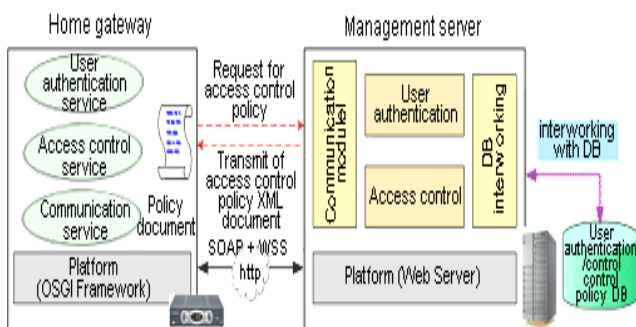 Home gateway
User
authentication
service
Access control
service
Communication
service
Policy
document
Platform
(OSGI Framework)
Request for
access control
policy
Transmit of
access control
policy XML
document
SOAP + WSS
http
Management server
Communication
modulel
User
authentication
Access control
DB
interworking
Platform (Web Server)
interworking
with DB
User
authentication
/control
control
policy DB